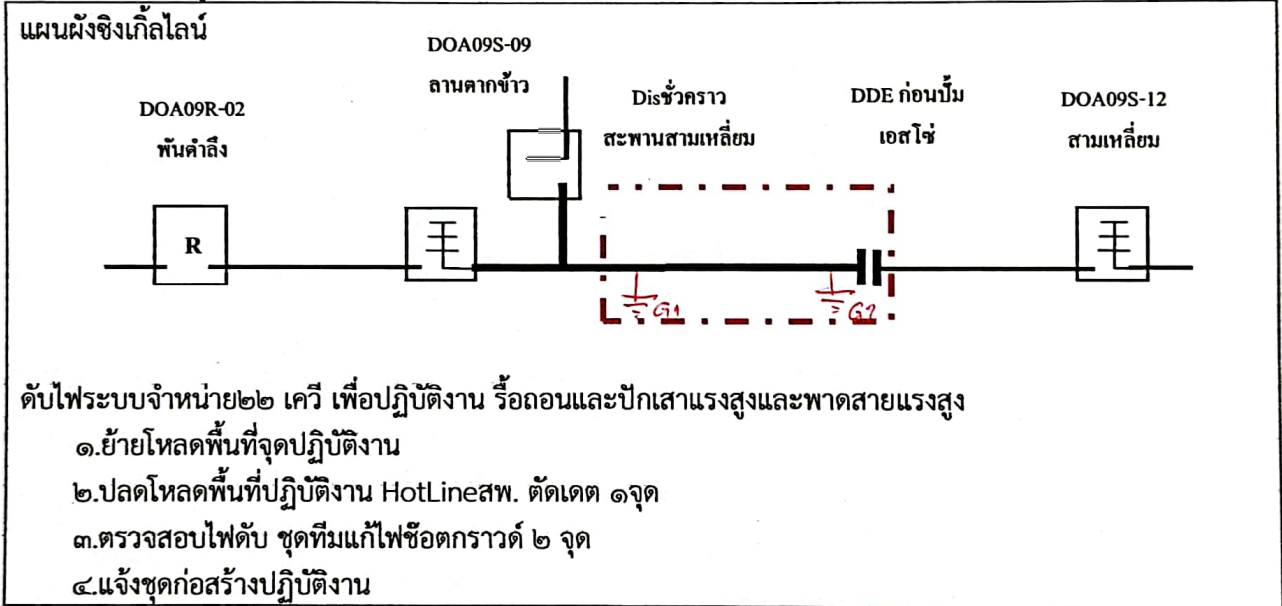 แผนผังซิงเกิ้ลไลน์
DOA09S-09
ลานตากข้าว
DOA09R-02
พันดำลึง
Disชั่วคราว
สะพานสามเหลี่ยม
DDE ก่อนปั้ม
เอสโซ่
DOA09S-12
สามเหลี่ยม
R
G1
G2
ดับไฟระบบจำหน่าย๒๒ เควี เพื่อปฏิบัติงาน รื้อถอนและปักเสาแรงสูงและพาดสายแรงสูง
๑.ย้ายโหลดพื้นที่จุดปฏิบัติงาน
๒.ปลดโหลดพื้นที่ปฏิบัติงาน HotLineสพ. ตัดเดต ๑จุด
๓.ตรวจสอบไฟดับ ชุดทีมแก้ไฟช๊อตกราวด์ ๒ จุด
๔.แจ้งชุดก่อสร้างปฏิบัติงาน